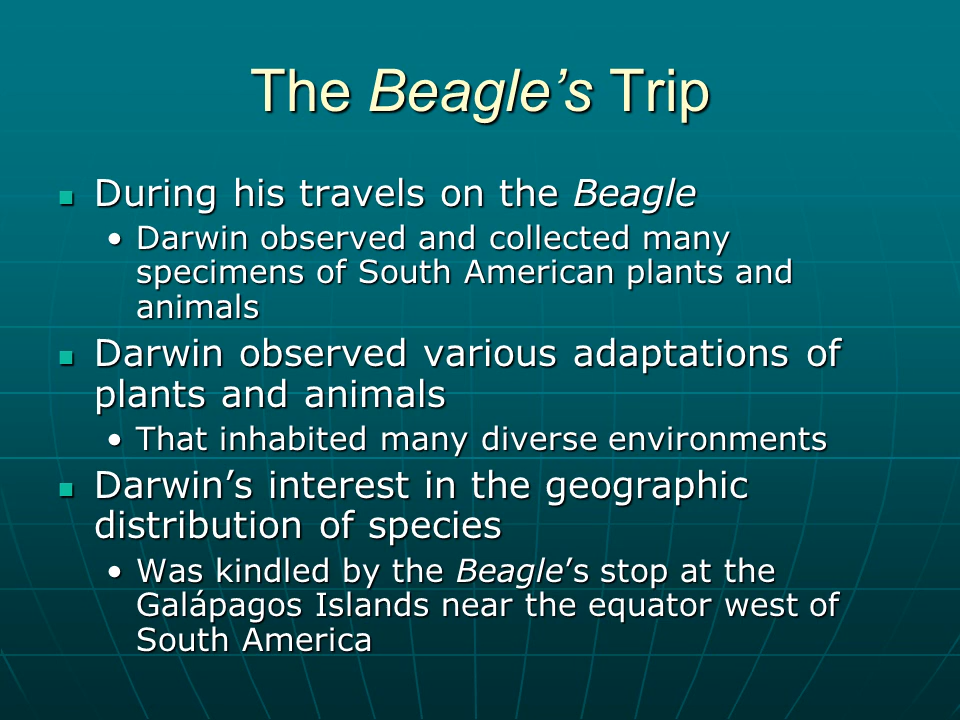 The Beagle’s Trip
During his travels on the Beagle
Darwin observed and collected many
specimens of South American plants and
animals
Darwin observed various adaptations of
plants and animals
That inhabited many diverse environments
Darwin’s interest in the geographic
distribution of species
Was kindled by the Beagle’s stop at the
Galápagos Islands near the equator west of
South America